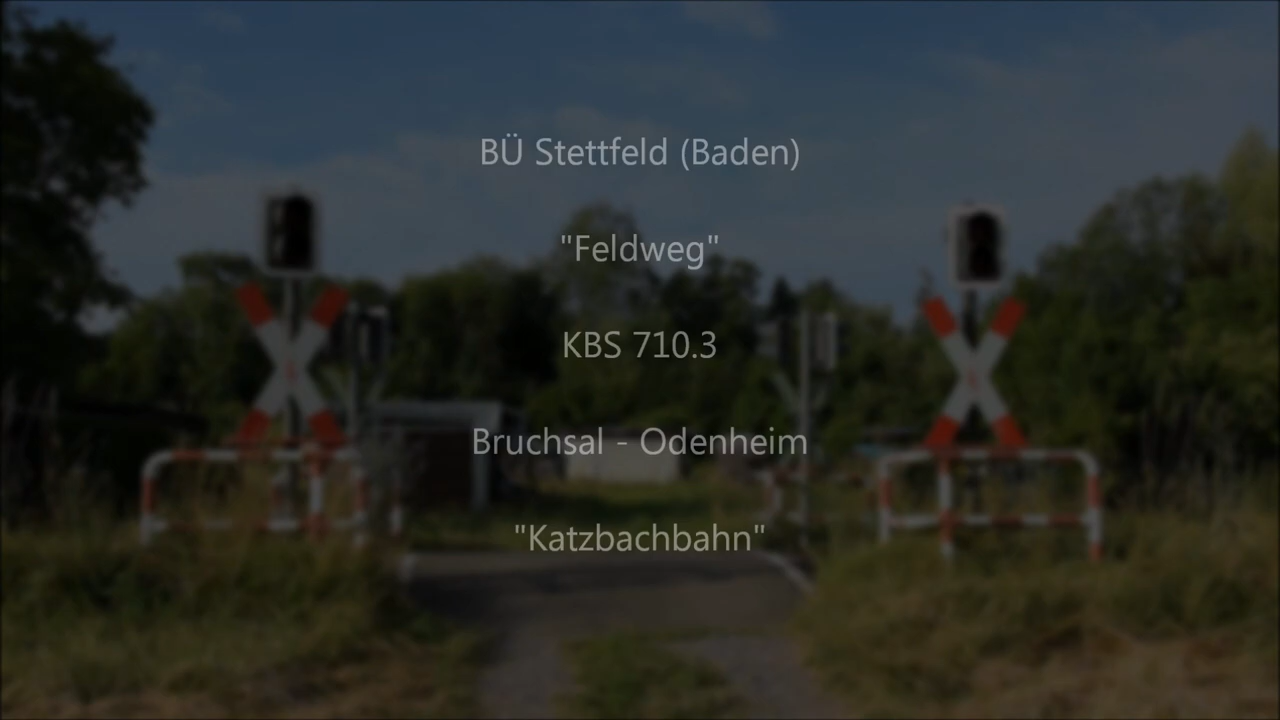 BÜ Stettfeld (Baden)
"Feldweg"
KBS 710.3
Bruchsal - Odenheim
"Katzbachbahn"